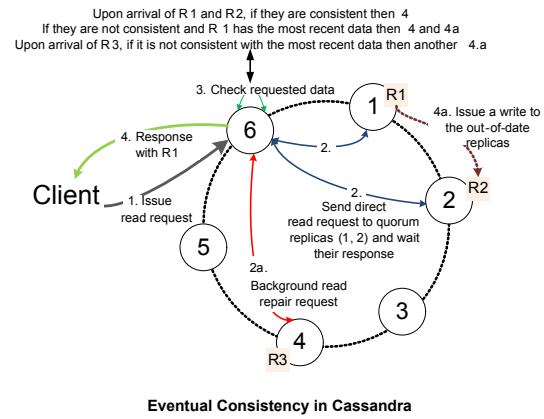 Upon arrival of R1 and R2, if they are consistent then 4
If they are not consistent and R1 has the most recent data then 4 and 4a
Upon arrival of R3, if it is not consistent with the most recent data then another 4.a
3. Check requested data
R1
1
6
4a. Issue a write to
the out-of-date
replicas
4. Response
with R1
2.
Client
R2
2
1. Issue
read request
2.
Send direct
read request to quorum
replicas (1, 2) and wait
their response
5
2a.
Background read
repair request
3
4
R3
Eventual Consistency in Cassandra